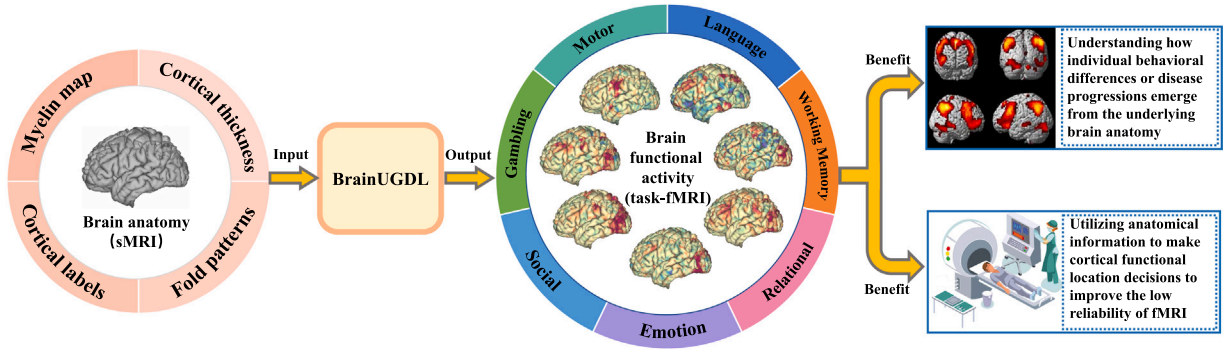 Myelin map
Cortical thickness
Cortical labels
Fold patterns
Brain anatomy
(sMRI)
Input
BrainUGDL
Output
Motor
Language
Gambling
Working Memory
Social
Relational
Emotion
Brain
functional
activity
(task-fMRI)
Benefit
Understanding how
individual behavioral
differences or disease
progressions emerge
from the underlying
brain anatomy
Benefit
Utilizing anatomical
information to make
cortical functional
location decisions to
improve the low
reliability of fMRI